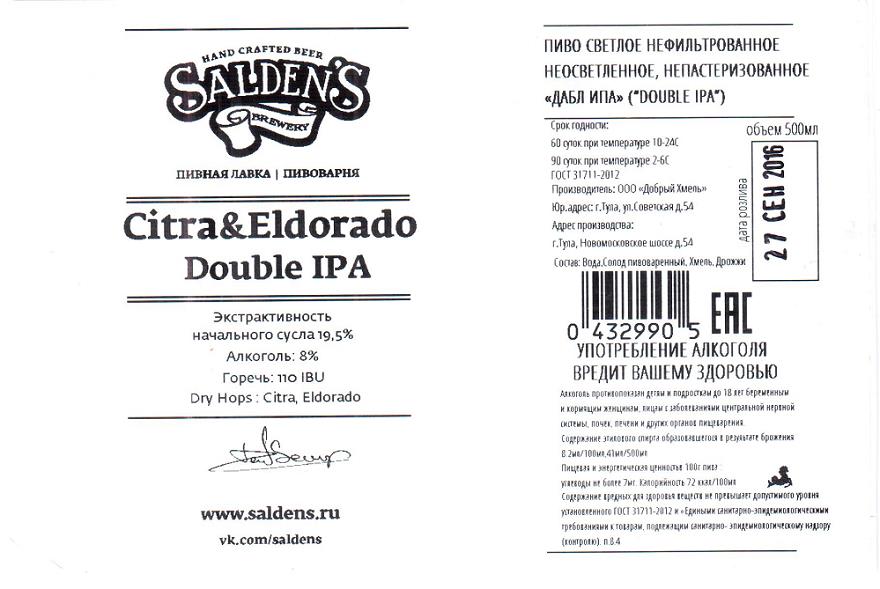 HAND CRAFTED BEER
SALDEN'S
BREWERY
ПИВНАЯ ЛАВКА | ПИВОВАРНЯ
Citra&Eldorado
Double IPA
Экстрактивность
начального сусла 19,5%
Алкоголь: 8%
Горечь: 110 IBU
Dry Hops : Citra, Eldorado
www.saldens.ru
vk.com/saldens
ПИВО СВЕТЛОЕ НЕФИЛЬТРОВАННОЕ
НЕОСВЕТЛЕННОЕ, НЕПАСТЕРИЗОВАННОЕ
«ДАБЛ ИПА» ("DOUBLE IPA")
Срок годности:
объем 500мл
60 суток при температуре 10-24С
90 суток при температуре 2-6С
ГОСТ 31711-2012
Производитель: ООО «Добрый Хмель»
Юр.адрес: г.Тула, ул.Советская д.54
Адрес производства:
г.Тула, Новомосковское шоссе д.54
Состав: Вода,Солод пивоваренный, Хмель, Дрожжи
дата розлива
27 СЕН 2016
0 432990 5
ЕАС
УПОТРЕБЛЕНИЕ АЛКОГОЛЯ
ВРЕДИТ ВАШЕМУ ЗДОРОВЬЮ
Алкоголь противопоказан детям и подросткам до 18 лет беременным
и кормящим женщинам, лицам с заболеваниями центральной нервной
системы, почек, печени и других органов пищеварения.
Содержание этилового спирта образовавшегося в результате брожения
8.2мл/100мл,41мл/500мл
Пищевая и энергетическая ценностьв 100г пива :
углеводы не более 7мг. Калорийность 72 ккал/100мл
Содержание вредных для здоровья веществ не превышает допустимого уровня
установленного ГОСТ 31711-2012 и «Едиными санитарно-эпидемиологическими
требованиями к товарам, подлежащим санитарно- эпидемиологическому надзору
(контролю). п.8.4